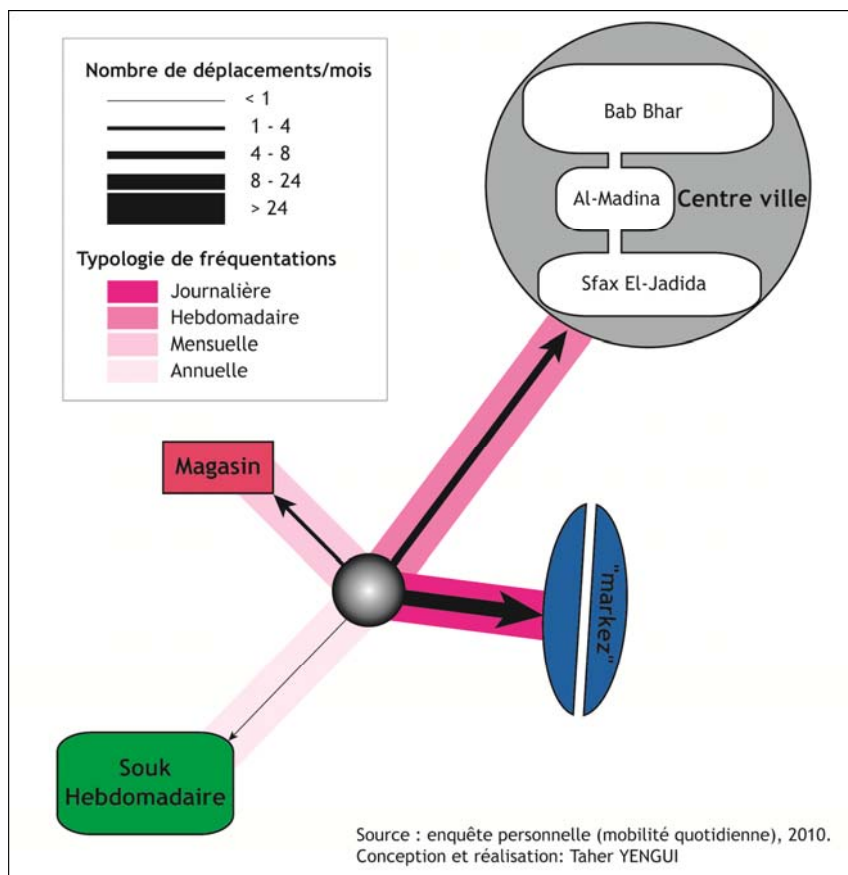 Nombre de déplacements/mois
< 1
1 - 4
4 - 8
8 - 24
> 24
Typologie de fréquentations
Journalière
Hebdomadaire
Mensuelle
Annuelle
Bab Bhar
Al-Madina
Centre ville
Sfax El-Jadida
Magasin
"markez"
Souk
Hebdomadaire
Source : enquête personnelle (mobilité quotidienne), 2010.
Conception et réalisation: Taher YENGUI